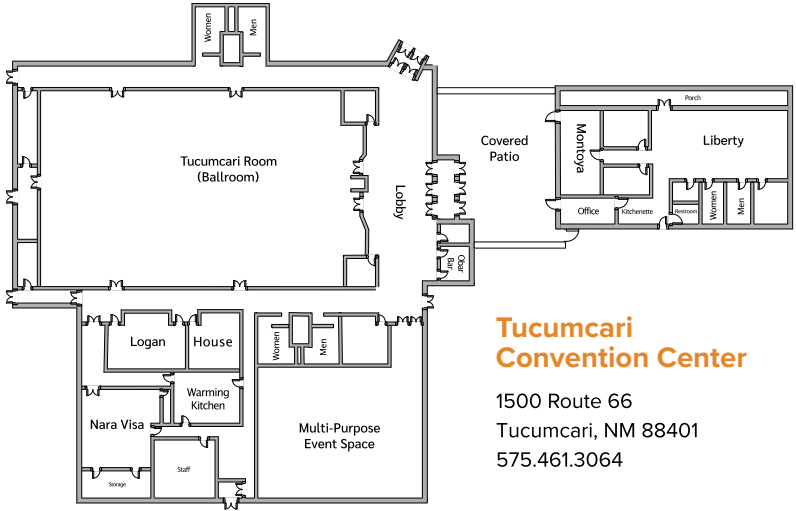 Women
Men
Porch
Montoya
Liberty
Covered
Patio
Tucumcari Room
(Ballroom)
Lobby
Office
Kitchenette
Restroom
Women
Men
Obar
Bar
Logan
House
Women
Men
Warming
Kitchen
Nara Visa
Multi-Purpose
Event Space
Staff
Storage
Tucumcari
Convention Center
1500 Route 66
Tucumcari, NM 88401
575.461.3064